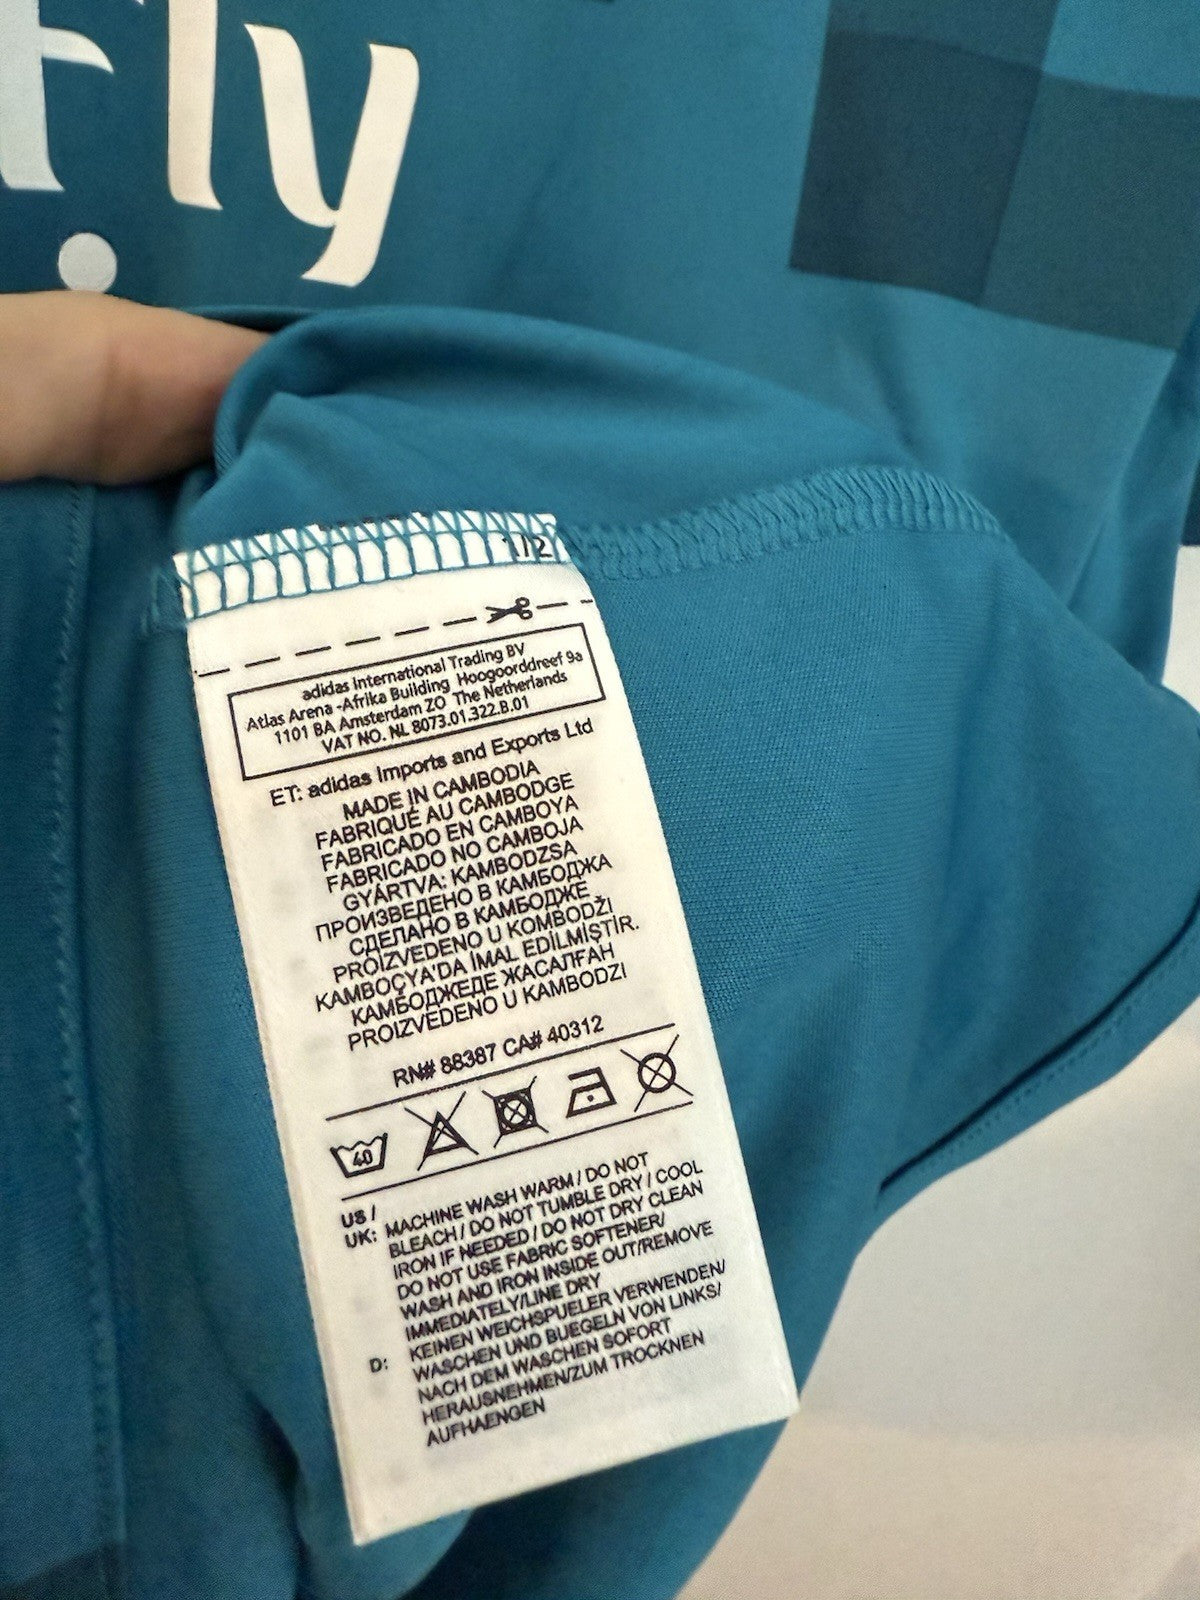 Fly
1/2
adidas International Trading BV
Atlas Arena -Afrika Building Hoogoorddreef 9a
1101 BA Amsterdam ZO The Netherlands
VAT NO. NL 8073.01.322.B.01
ET: adidas Imports and Exports Ltd
MADE IN CAMBODIA
FABRIQUÉ AU CAMBODGE
FABRICADO EN CAMBOYA
FABRICADO NO CAMBOJA
GYÁRTVA: KAMBODZSA
ПРОИЗВЕДЕНО В КАМБОДЖА
СДЕЛАНО В КАМБОДЖЕ
PROIZVEDENO U KOMBODŽI
KAMBOÇYA'DA İMAL EDİLMİŞTİR.
КАМБОДЖЕДЕ ЖАСАЛҒАН
PROIZVEDENO U KAMBODZI
RN# 88387 CA# 40312
40
US /
UK: MACHINE WASH WARM / DO NOT
BLEACH / DO NOT TUMBLE DRY / COOL
IRON IF NEEDED / DO NOT DRY CLEAN
DO NOT USE FABRIC SOFTENER/
WASH AND IRON INSIDE OUT/REMOVE
IMMEDIATELY/LINE DRY
D: KEINEN WEICHSPUELER VERWENDEN/
WASCHEN UND BUEGELN VON LINKS/
NACH DEM WASCHEN SOFORT
HERAUSNEHMEN/ZUM TROCKNEN
AUFHAENGEN